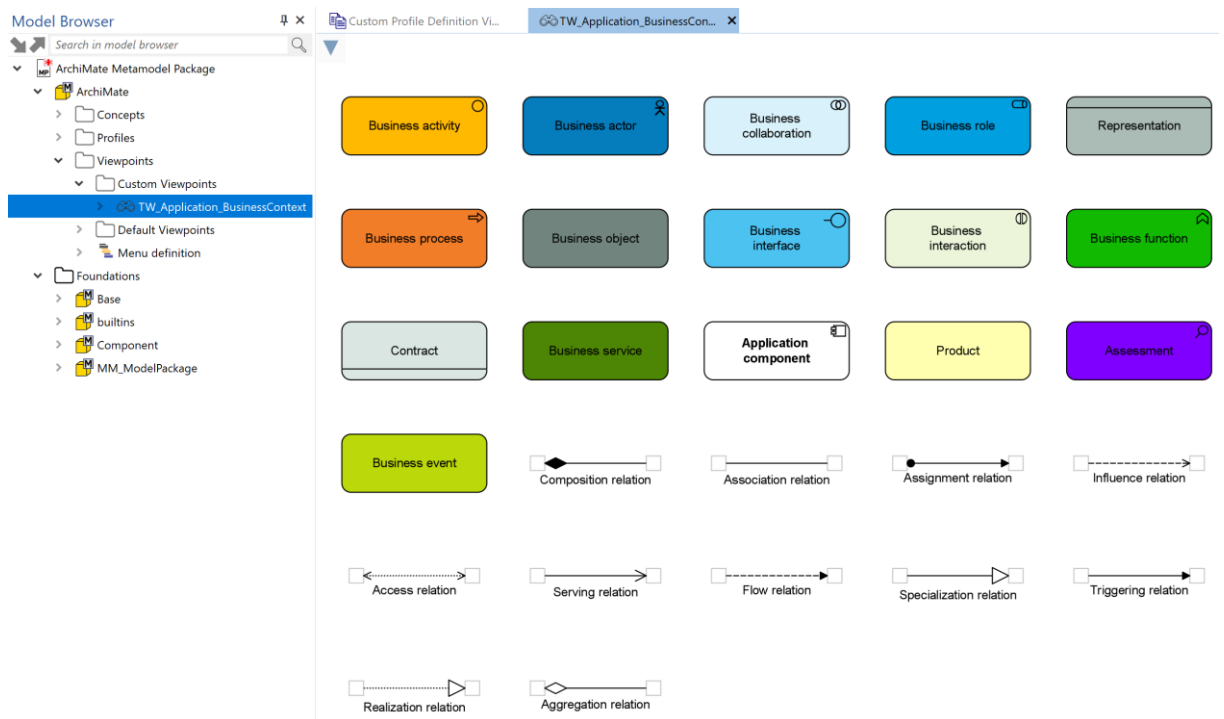 Model Browser
Search in model browser
ArchiMate Metamodel Package
ArchiMate
Concepts
Profiles
Viewpoints
Custom Viewpoints
TW_Application_BusinessContext
Default Viewpoints
Menu definition
Foundations
Base
builtins
Component
MM_ModelPackage
Custom Profile Definition Vi...
TW_Application_BusinessCon...
Business activity
Business actor
Business
collaboration
Business role
Representation
Business process
Business object
Business
interface
Business
interaction
Business function
Contract
Business service
Application
component
Product
Assessment
Business event
Composition relation
Association relation
Assignment relation
Influence relation
Access relation
Serving relation
Flow relation
Specialization relation
Triggering relation
Realization relation
Aggregation relation